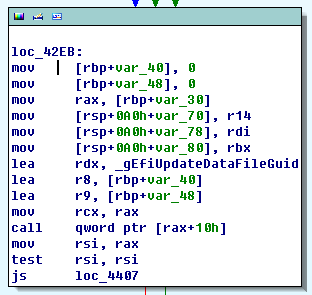 loc_42EB:
mov [rbp+var_40], 0
mov [rbp+var_48], 0
mov rax, [rbp+var_30]
mov [rsp+0A0h+var_70], r14
mov [rsp+0A0h+var_78], rdi
mov [rsp+0A0h+var_80], rbx
lea rdx, _gEfiUpdateDataFileGuid
lea r8, [rbp+var_40]
lea r9, [rbp+var_48]
mov rcx, rax
call qword ptr [rax+10h]
mov rsi, rax
test rsi, rsi
js loc_4407